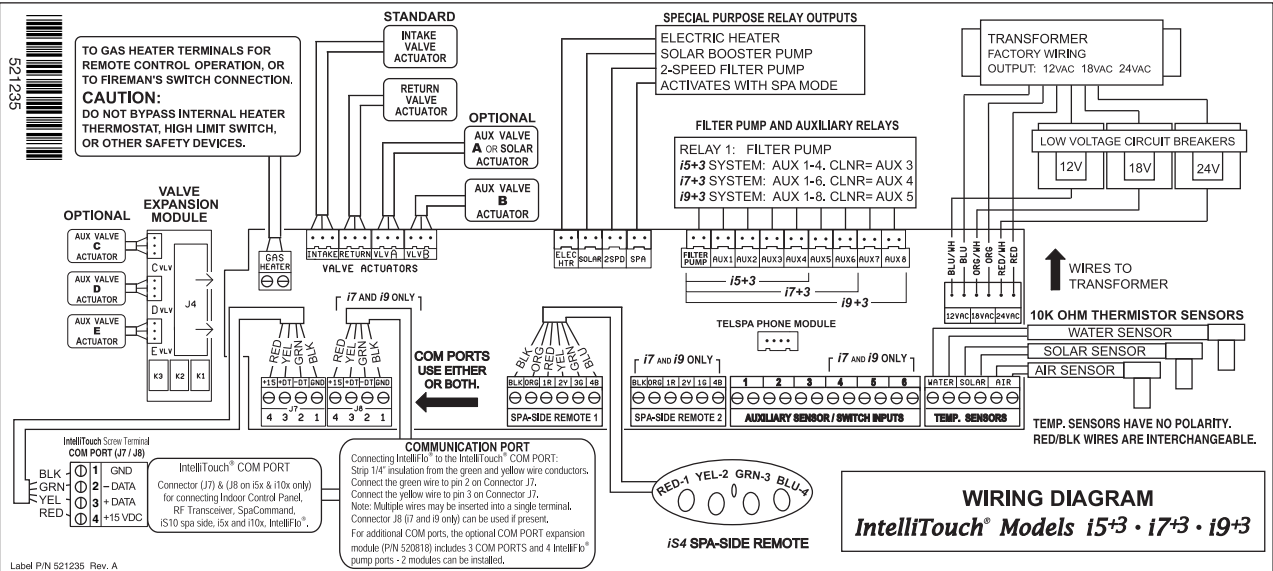 521235
TO GAS HEATER TERMINALS FOR
REMOTE CONTROL OPERATION, OR
TO FIREMAN'S SWITCH CONNECTION.
CAUTION:
DO NOT BYPASS INTERNAL HEATER
THERMOSTAT, HIGH LIMIT SWITCH,
OR OTHER SAFETY DEVICES.
STANDARD
INTAKE
VALVE
ACTUATOR
RETURN
VALVE
ACTUATOR
OPTIONAL
AUX VALVE
A OR SOLAR
ACTUATOR
AUX VALVE
B
ACTUATOR
SPECIAL PURPOSE RELAY OUTPUTS
ELECTRIC HEATER
SOLAR BOOSTER PUMP
2-SPEED FILTER PUMP
ACTIVATES WITH SPA MODE
FILTER PUMP AND AUXILIARY RELAYS
RELAY 1: FILTER PUMP
i5+3 SYSTEM: AUX 1-4. CLNR= AUX 3
i7+3 SYSTEM: AUX 1-6. CLNR= AUX 4
i9+3 SYSTEM: AUX 1-8. CLNR= AUX 5
TRANSFORMER
FACTORY WIRING
OUTPUT: 12VAC 18VAC 24VAC
LOW VOLTAGE CIRCUIT BREAKERS
12V 18V 24V
VALVE
EXPANSION
MODULE
OPTIONAL
AUX VALVE
C
ACTUATOR
AUX VALVE
D
ACTUATOR
AUX VALVE
E
ACTUATOR
C VLV
D VLV
E VLV
J4
K3 K2 K1
GAS
HEATER
INTAKE RETURN VLV A VLV B
VALVE ACTUATORS
ELEC
HTR SOLAR 2SPD SPA
FILTER
PUMP AUX1 AUX2 AUX3 AUX4 AUX5 AUX6 AUX7 AUX8
i5+3
i7+3
i9+3
BLU/WH BLU ORG/WH ORG RED/WH RED
12VAC 18VAC 24VAC
WIRES TO
TRANSFORMER
10K OHM THERMISTOR SENSORS
WATER SENSOR
SOLAR SENSOR
AIR SENSOR
TEMP. SENSORS HAVE NO POLARITY.
RED/BLK WIRES ARE INTERCHANGEABLE.
i7 AND i9 ONLY
RED YEL GRN BLK
RED YEL GRN BLK
+15 +DT -DT GND
J7
4 3 2 1
+15 +DT -DT GND
J8
4 3 2 1
COM PORTS
USE EITHER
OR BOTH.
BLK ORG RED YEL GRN BLU
BLK ORG 1R 2Y 3G 4B
SPA-SIDE REMOTE 1
i7 AND i9 ONLY
BLK ORG 1R 2Y 1G 4B
SPA-SIDE REMOTE 2
TELSPA PHONE MODULE
i7 AND i9 ONLY
1 2 3 4 5 6
AUXILIARY SENSOR / SWITCH INPUTS
WATER SOLAR AIR
TEMP. SENSORS
IntelliTouch Screw Terminal
COM PORT (J7 / J8)
BLK 1 GND
GRN 2 – DATA
YEL 3 + DATA
RED 4 +15 VDC
IntelliTouch® COM PORT
Connector (J7) & (J8 on i5x & i10x only)
for connecting Indoor Control Panel,
RF Transceiver, SpaCommand,
iS10 spa side, i5x and i10x, IntelliFlo®.
COMMUNICATION PORT
Connecting IntelliFlo® to the IntelliTouch® COM PORT:
Strip 1/4" insulation from the green and yellow wire conductors.
Connect the green wire to pin 2 on Connector J7.
Connect the yellow wire to pin 3 on Connector J7.
Note: Multiple wires may be inserted into a single terminal.
Connector J8 (i7 and i9 only) can be used if present.
For additional COM ports, the optional COM PORT expansion
module (P/N 520818) includes 3 COM PORTS and 4 IntelliFlo®
pump ports - 2 modules can be installed.
RED-1 YEL-2 GRN-3 BLU-4
iS4 SPA-SIDE REMOTE
WIRING DIAGRAM
IntelliTouch® Models i5+3 · i7+3 · i9+3
Label P/N 521235 Rev. A